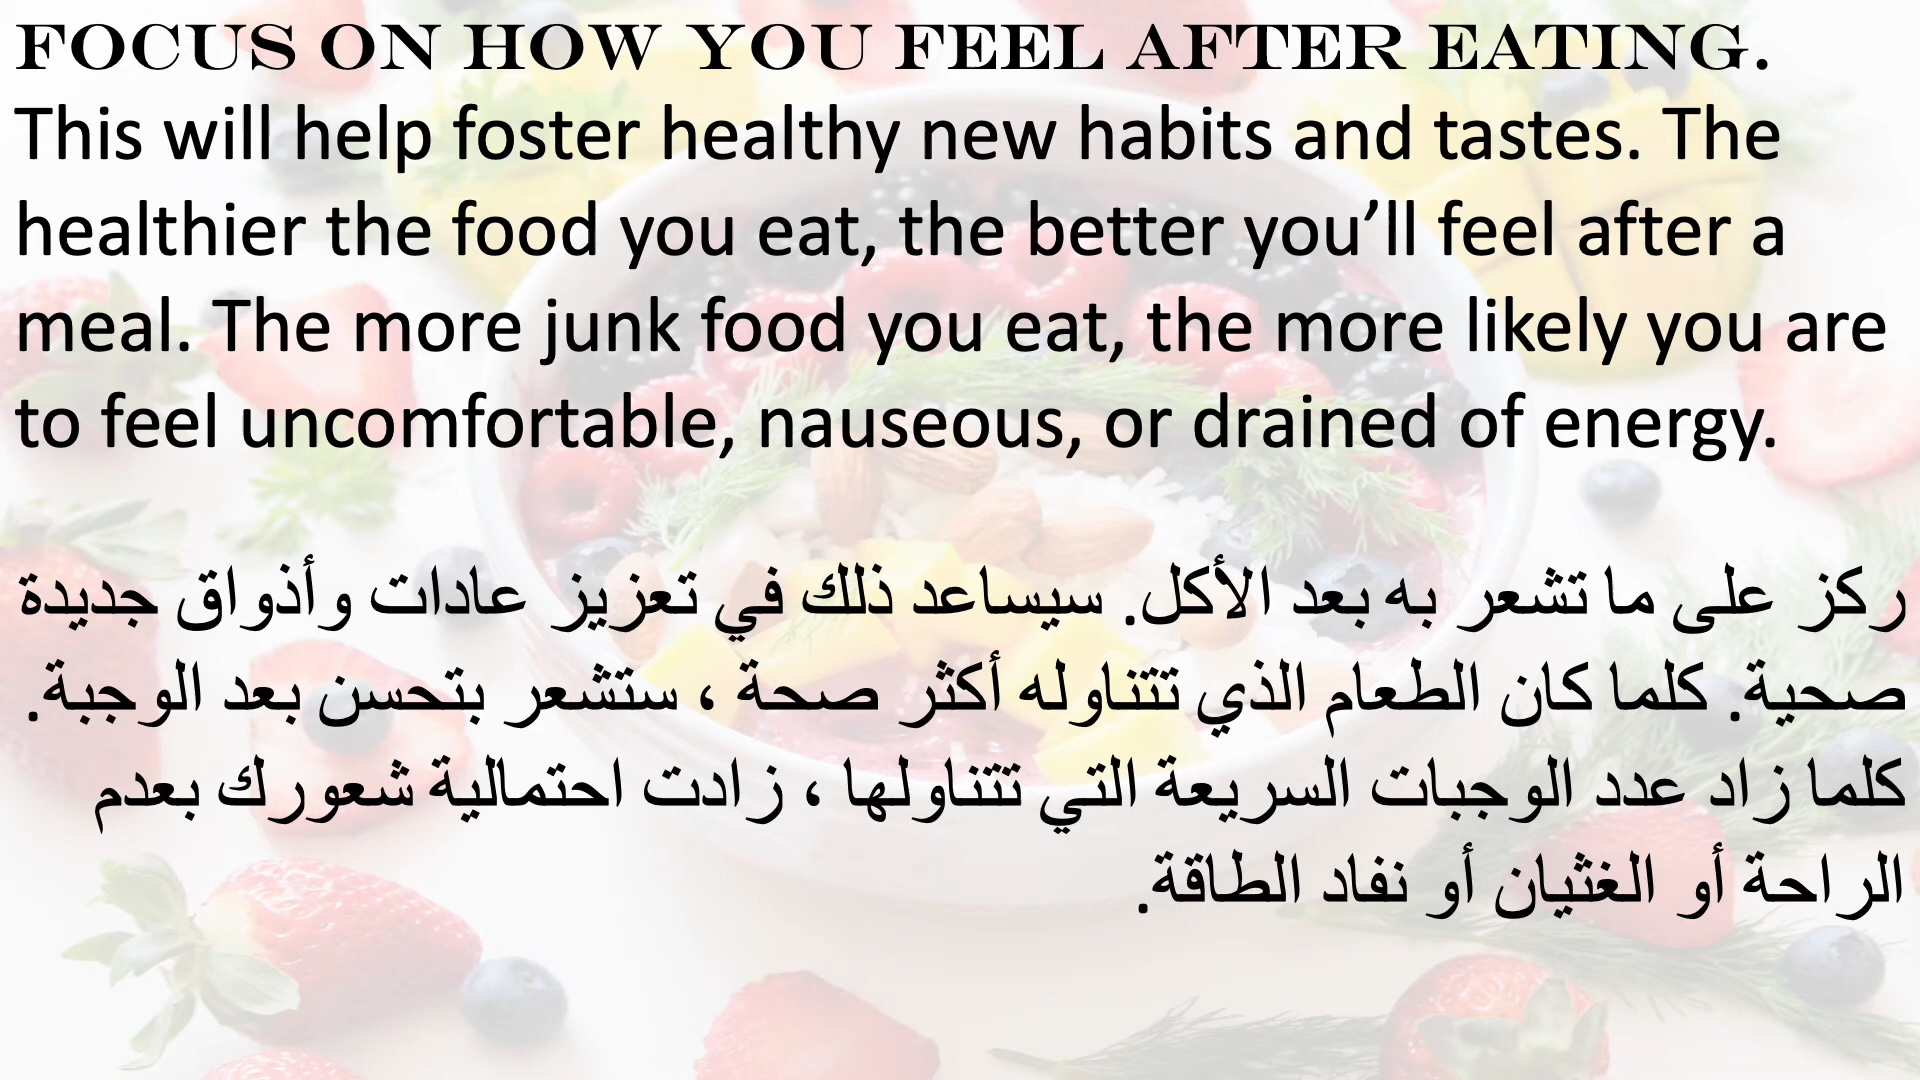 FOCUS ON HOW YOU FEEL AFTER EATING.
This will help foster healthy new habits and tastes. The
healthier the food you eat, the better you’ll feel after a
meal. The more junk food you eat, the more likely you are
to feel uncomfortable, nauseous, or drained of energy.
ركز على ما تشعر به بعد الأكل. سيساعد ذلك في تعزيز عادات وأذواق جديدة
صحية. كلما كان الطعام الذي تتناوله أكثر صحة ، ستشعر بتحسن بعد الوجبة.
كلما زاد عدد الوجبات السريعة التي تتناولها ، زادت احتمالية شعورك بعدم
الراحة أو الغثيان أو نفاد الطاقة.